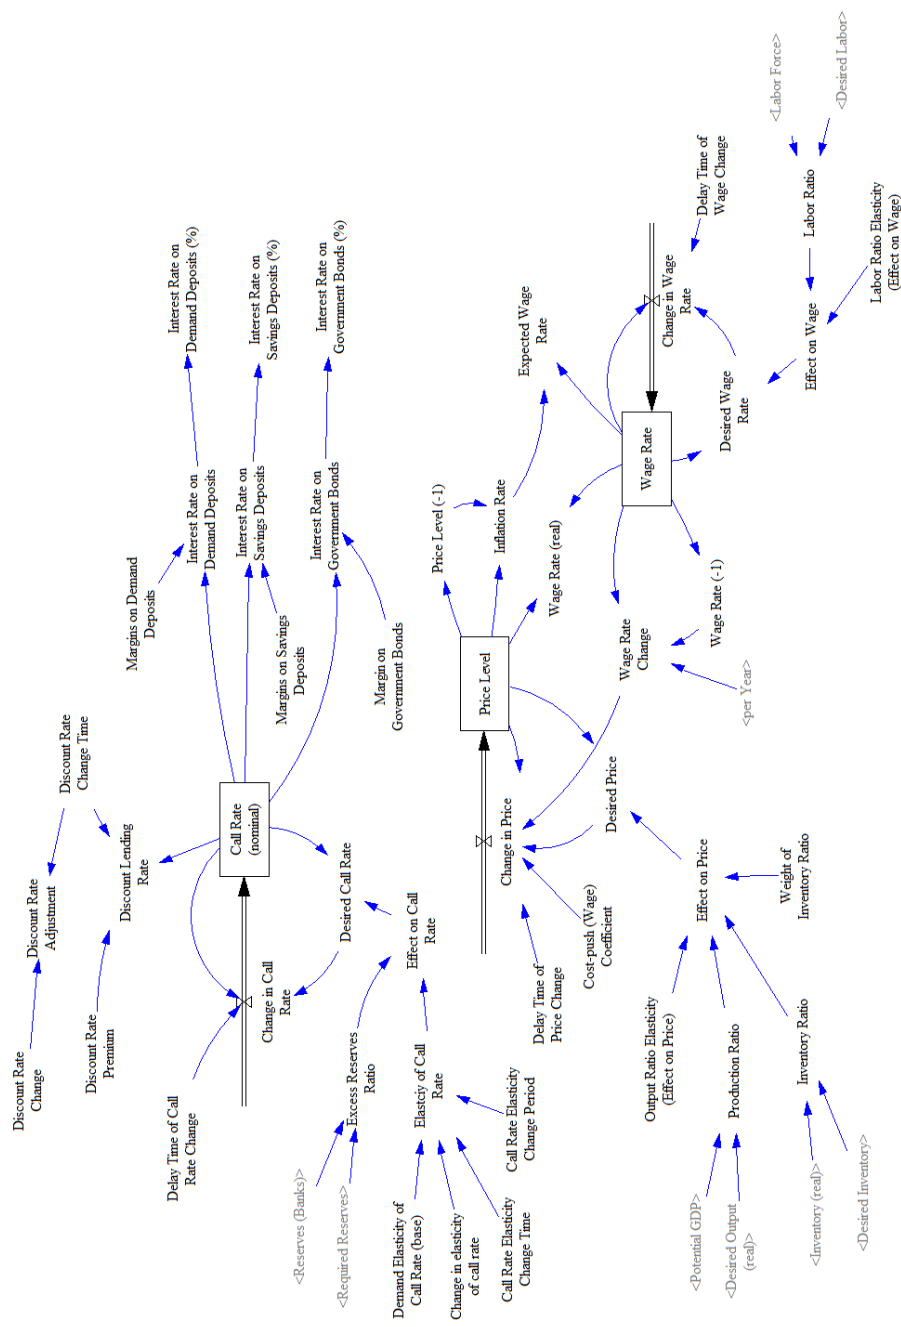 Discount Rate
Change
Discount Rate
Adjustment
Discount Rate
Change Time
Discount Rate
Premium
Discount Lending
Rate
Margins on Demand
Deposits
Interest Rate on
Demand Deposits
Interest Rate on
Demand Deposits (%)
Delay Time of Call
Rate Change
Change in Call
Rate
Call Rate
(nominal)
Margins on Savings
Deposits
Interest Rate on
Savings Deposits
Interest Rate on
Savings Deposits (%)
<Reserves (Banks)>
<Required Reserves>
Excess Reserves
Ratio
Desired Call Rate
Margin on
Government Bonds
Interest Rate on
Government Bonds
Interest Rate on
Government Bonds (%)
Demand Elasticity of
Call Rate (base)
Elastciy of Call
Rate
Effect on Call
Rate
Change in elasticity
of call rate
Call Rate Elasticity
Change Time
Call Rate Elasticity
Change Period
Price Level (-1)
Inflation Rate
Expected Wage
Rate
Price Level
Change in Price
Delay Time of
Price Change
Cost-push (Wage)
Coefficient
Wage Rate (real)
Desired Price
Wage Rate
Change
Wage Rate
Change in Wage
Rate
Delay Time of
Wage Change
Wage Rate (-1)
<per Year>
Desired Wage
Rate
Output Ratio Elasticity
(Effect on Price)
Effect on Price
<Potential GDP>
<Desired Output
(real)>
Production Ratio
Weight of
Inventory Ratio
Inventory Ratio
<Inventory (real)>
<Desired Inventory>
Effect on Wage
Labor Ratio
<Labor Force>
<Desired Labor>
Labor Ratio Elasticity
(Effect on Wage)